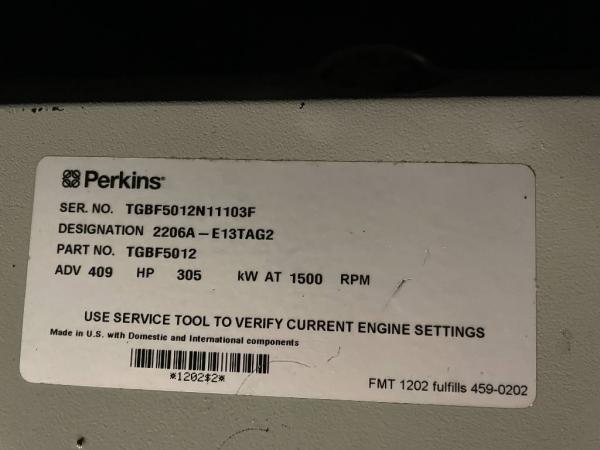 Perkins
SER. NO. TGBF5012N11103F
DESIGNATION 2206A-E13TAG2
PART NO. TGBF5012
ADV 409 HP 305 kW AT 1500 RPM
USE SERVICE TOOL TO VERIFY CURRENT ENGINE SETTINGS
Made in U.S. with Domestic and International components
*1202$2*
FMT 1202 fulfills 459-0202